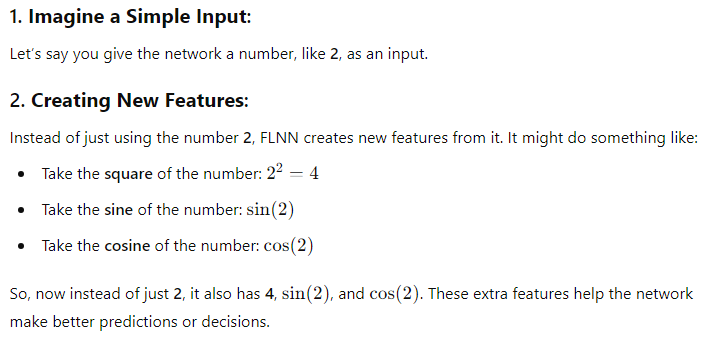 1. Imagine a Simple Input:
Let's say you give the network a number, like 2, as an input.
2. Creating New Features:
Instead of just using the number 2, FLNN creates new features from it. It might do something like:
• Take the square of the number: 2² = 4
• Take the sine of the number: sin(2)
• Take the cosine of the number: cos(2)
So, now instead of just 2, it also has 4, sin(2), and cos(2). These extra features help the network
make better predictions or decisions.